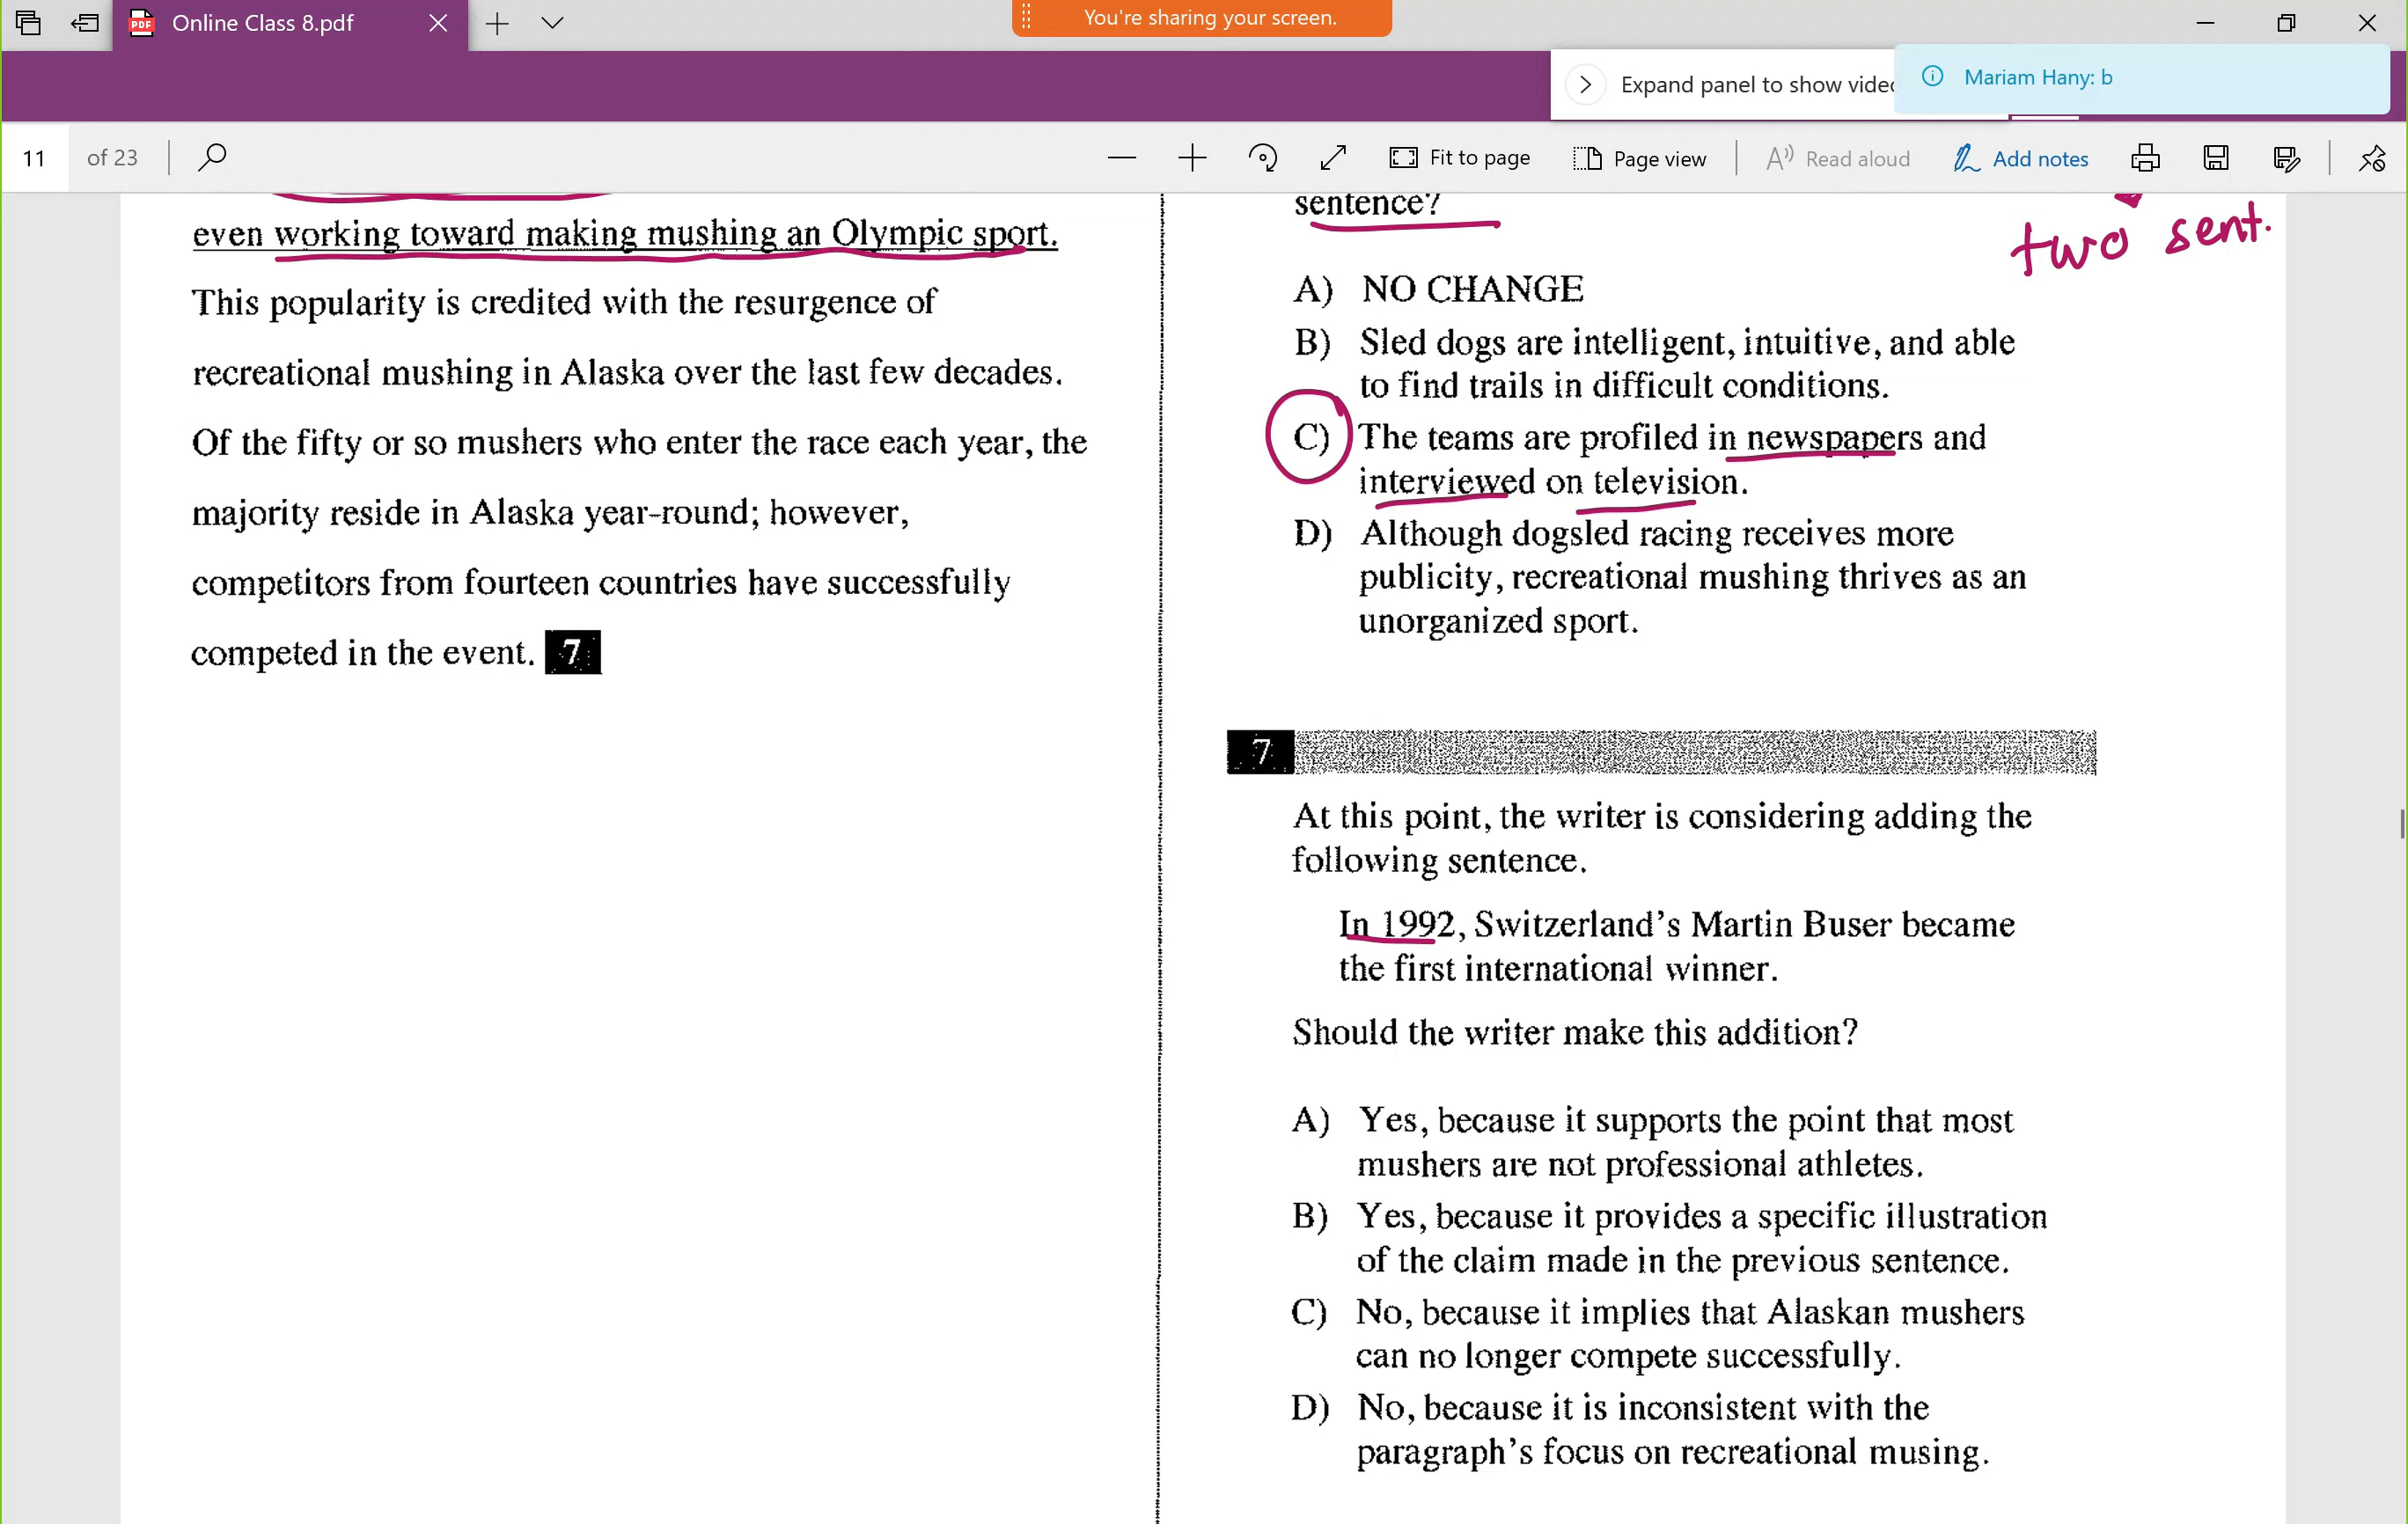 Online Class 8.pdf
You're sharing your screen.
Expand panel to show
Mariam Hany: b
11 of 23
Fit to page
Page view
Read aloud
Add notes
even working toward making mushing an Olympic sport.
This popularity is credited with the resurgence of
recreational mushing in Alaska over the last few decades.
Of the fifty or so mushers who enter the race each year, the
majority reside in Alaska year-round; however,
competitors from fourteen countries have successfully
competed in the event. 7
sentence?
two sent.
A) NO CHANGE
B) Sled dogs are intelligent, intuitive, and able
to find trails in difficult conditions.
C) The teams are profiled in newspapers and
interviewed on television.
D) Although dogsled racing receives more
publicity, recreational mushing thrives as an
unorganized sport.
7
At this point, the writer is considering adding the
following sentence.
In 1992, Switzerland's Martin Buser became
the first international winner.
Should the writer make this addition?
A) Yes, because it supports the point that most
mushers are not professional athletes.
B) Yes, because it provides a specific illustration
of the claim made in the previous sentence.
C) No, because it implies that Alaskan mushers
can no longer compete successfully.
D) No, because it is inconsistent with the
paragraph's focus on recreational musing.